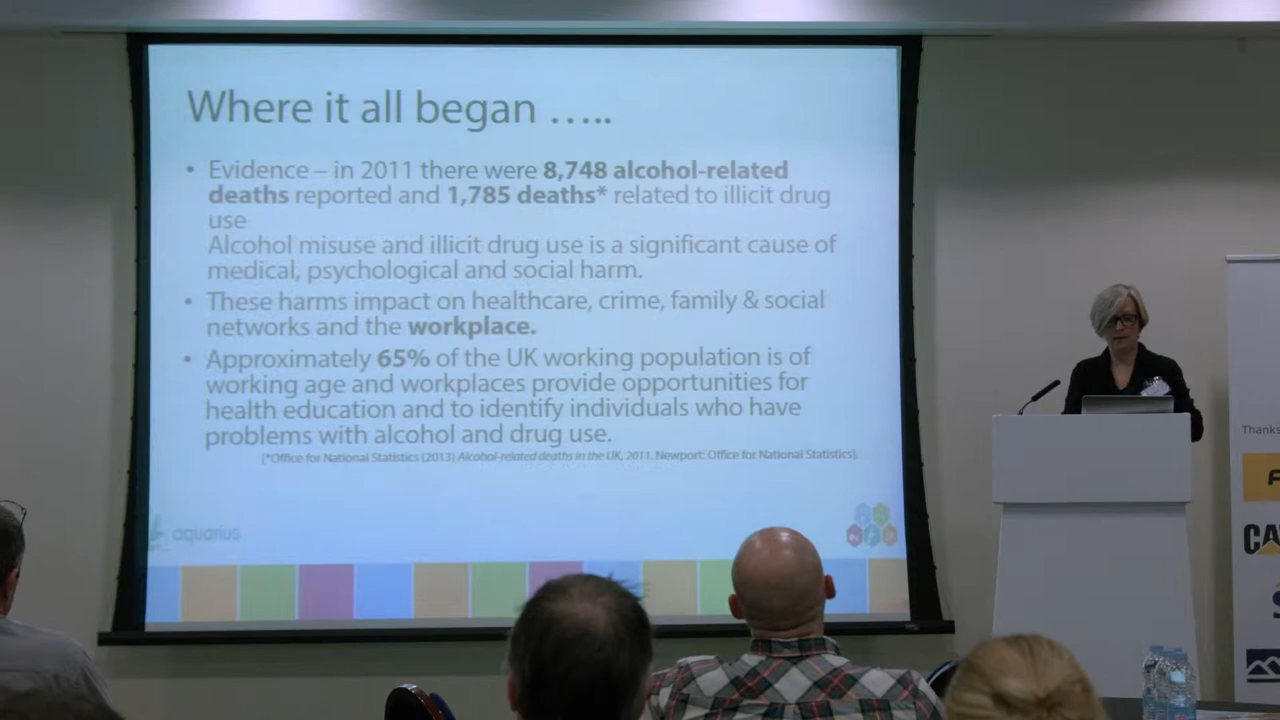 Where it all began …..
• Evidence – in 2011 there were 8,748 alcohol-related
deaths reported and 1,785 deaths* related to illicit drug
use
Alcohol misuse and illicit drug use is a significant cause of
medical, psychological and social harm.
• These harms impact on healthcare, crime, family & social
networks and the workplace.
• Approximately 65% of the UK working population is of
working age and workplaces provide opportunities for
health education and to identify individuals who have
problems with alcohol and drug use.
[*Office for National Statistics (2013) Alcohol-related deaths in the UK, 2011. Newport: Office for National Statistics].
aquarius
Thanks
F
CA
S